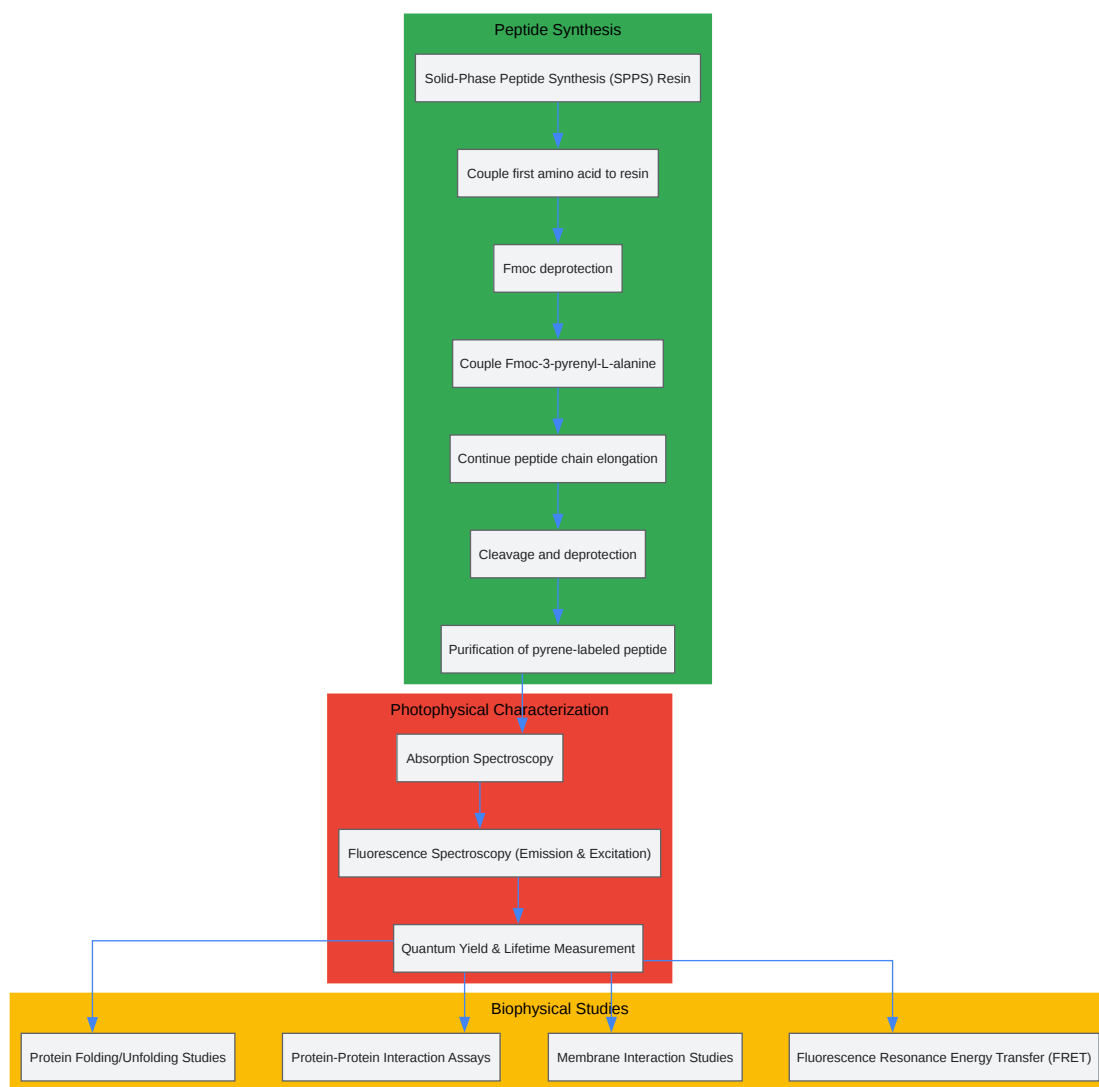 Peptide Synthesis
Solid-Phase Peptide Synthesis (SPPS) Resin
Couple first amino acid to resin
Fmoc deprotection
Couple Fmoc-3-pyrenyl-L-alanine
Continue peptide chain elongation
Cleavage and deprotection
Purification of pyrene-labeled peptide
Photophysical Characterization
Absorption Spectroscopy
Fluorescence Spectroscopy (Emission & Excitation)
Quantum Yield & Lifetime Measurement
Biophysical Studies
Protein Folding/Unfolding Studies
Protein-Protein Interaction Assays
Membrane Interaction Studies
Fluorescence Resonance Energy Transfer (FRET)